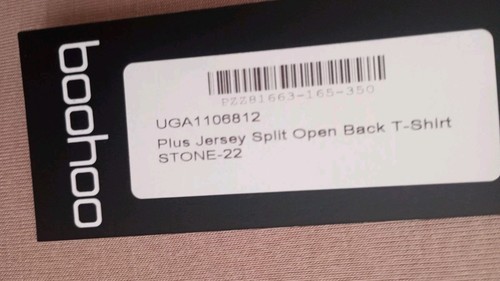 boohoo
PZZ81663-165-350
UGA1106812
Plus Jersey Split Open Back T-Shirt
STONE-22